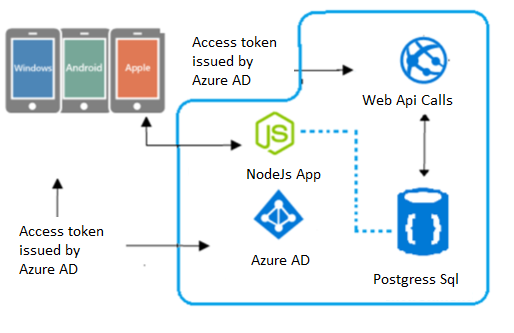 Windows
Android
Apple
Access token
issued by
Azure AD
Web Api Calls
JS
NodeJs App
Access token
issued by
Azure AD
Azure AD
{ }
Postgress Sql